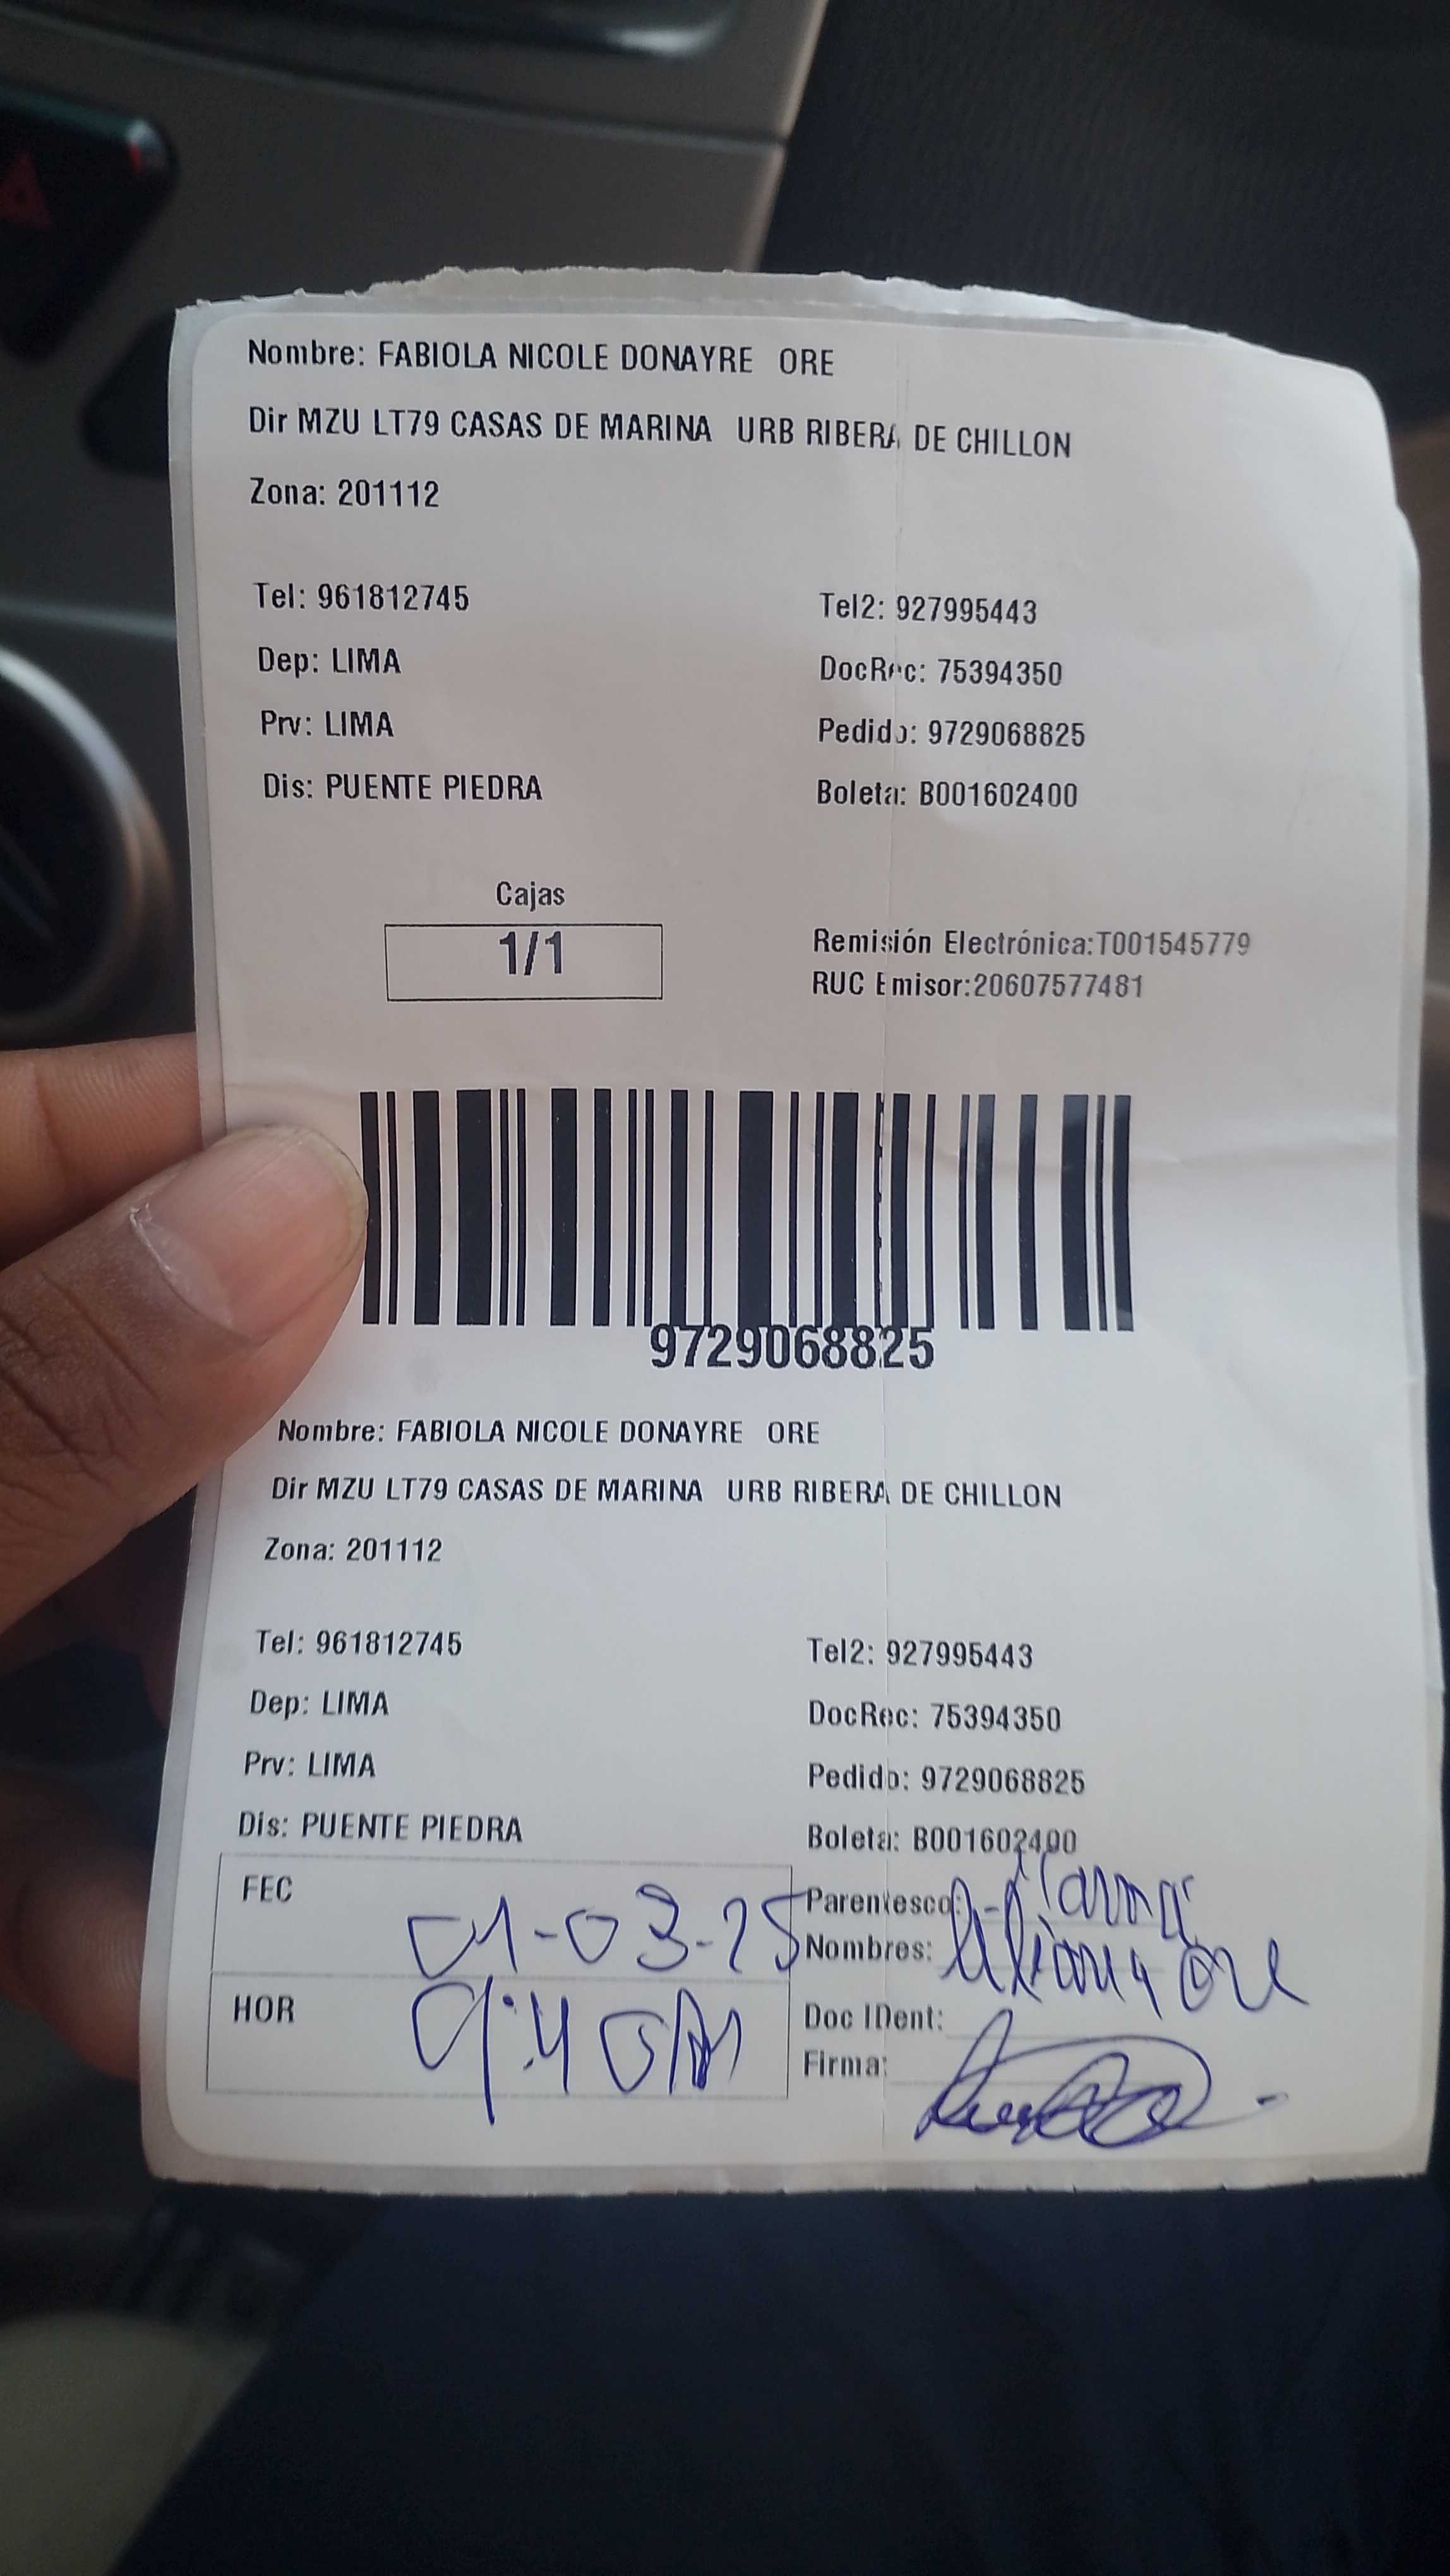 Nombre: FABIOLA NICOLE DONAYRE ORE
Dir MZU LT79 CASAS DE MARINA URB RIBERA DE CHILLON
Zona: 201112
Tel: 961812745 Tel2: 927995443
Dep: LIMA DocRec: 75394350
Prv: LIMA Pedido: 9729068825
Dis: PUENTE PIEDRA Boleta: B001602400
Cajas
1/1
Remisión Electrónica:T001545779
RUC Emisor:20607577481
9729068825
Nombre: FABIOLA NICOLE DONAYRE ORE
Dir MZU LT79 CASAS DE MARINA URB RIBERA DE CHILLON
Zona: 201112
Tel: 961812745 Tel2: 927995443
Dep: LIMA DocRec: 75394350
Prv: LIMA Pedido: 9729068825
Dis: PUENTE PIEDRA Boleta: B001602400
FEC 01-03-25
Parentesco:
Nombres: Ore
HOR 9:40AM
Doc IDent:
Firma: